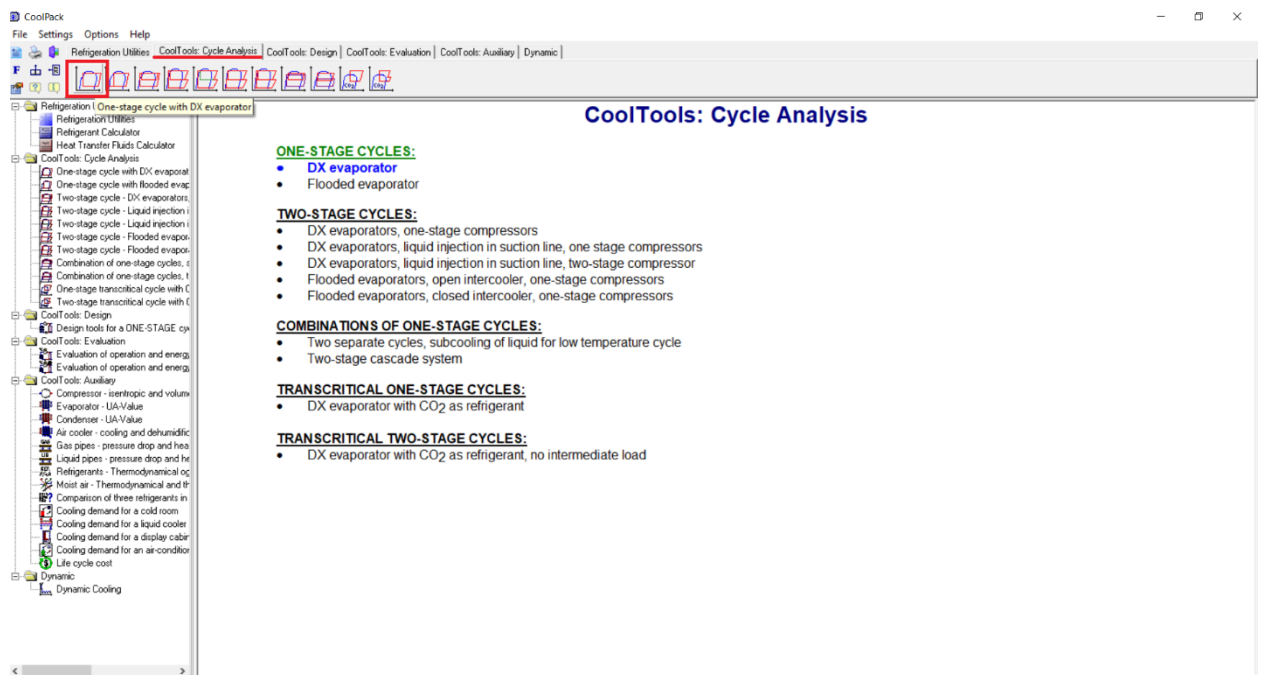 CoolPack
File Settings Options Help
Refrigeration Utilities CoolTools: Cycle Analysis CoolTools: Design CoolTools: Evaluation CoolTools: Auxiliary Dynamic
F
One-stage cycle with DX evaporator
CoolTools: Cycle Analysis
Refrigeration U
Refrigeration Utilities
Refrigerant Calculator
Heat Transfer Fluids Calculator
CoolTools: Cycle Analysis
One-stage cycle with DX evaporat
One-stage cycle with flooded evap
Two-stage cycle - DX evaporators,
Two-stage cycle - Liquid injection i
Two-stage cycle - Liquid injection i
Two-stage cycle - Flooded evapor
Two-stage cycle - Flooded evapor
Combination of one-stage cycles, s
Combination of one-stage cycles, t
One-stage transcritical cycle with C
Two-stage transcritical cycle with C
CoolTools: Design
Design tools for a ONE-STAGE cy
CoolTools: Evaluation
Evaluation of operation and energy
Evaluation of operation and energy
CoolTools: Auxiliary
Compressor - isentropic and volume
Evaporator - UA-Value
Condenser - UA-Value
Air cooler - cooling and dehumidific
Gas pipes - pressure drop and hea
Liquid pipes - pressure drop and he
Refrigerants - Thermodynamical og
Moist air - Thermodynamical and th
Comparison of three refrigerants in
Cooling demand for a cold room
Cooling demand for a liquid cooler
Cooling demand for a display cabin
Cooling demand for an air-condition
Life cycle cost
Dynamic
Dynamic Cooling
ONE-STAGE CYCLES:
• DX evaporator
• Flooded evaporator
TWO-STAGE CYCLES:
• DX evaporators, one-stage compressors
• DX evaporators, liquid injection in suction line, one stage compressors
• DX evaporators, liquid injection in suction line, two-stage compressor
• Flooded evaporators, open intercooler, one-stage compressors
• Flooded evaporators, closed intercooler, one-stage compressors
COMBINATIONS OF ONE-STAGE CYCLES:
• Two separate cycles, subcooling of liquid for low temperature cycle
• Two-stage cascade system
TRANSCRITICAL ONE-STAGE CYCLES:
• DX evaporator with CO2 as refrigerant
TRANSCRITICAL TWO-STAGE CYCLES:
• DX evaporator with CO2 as refrigerant, no intermediate load